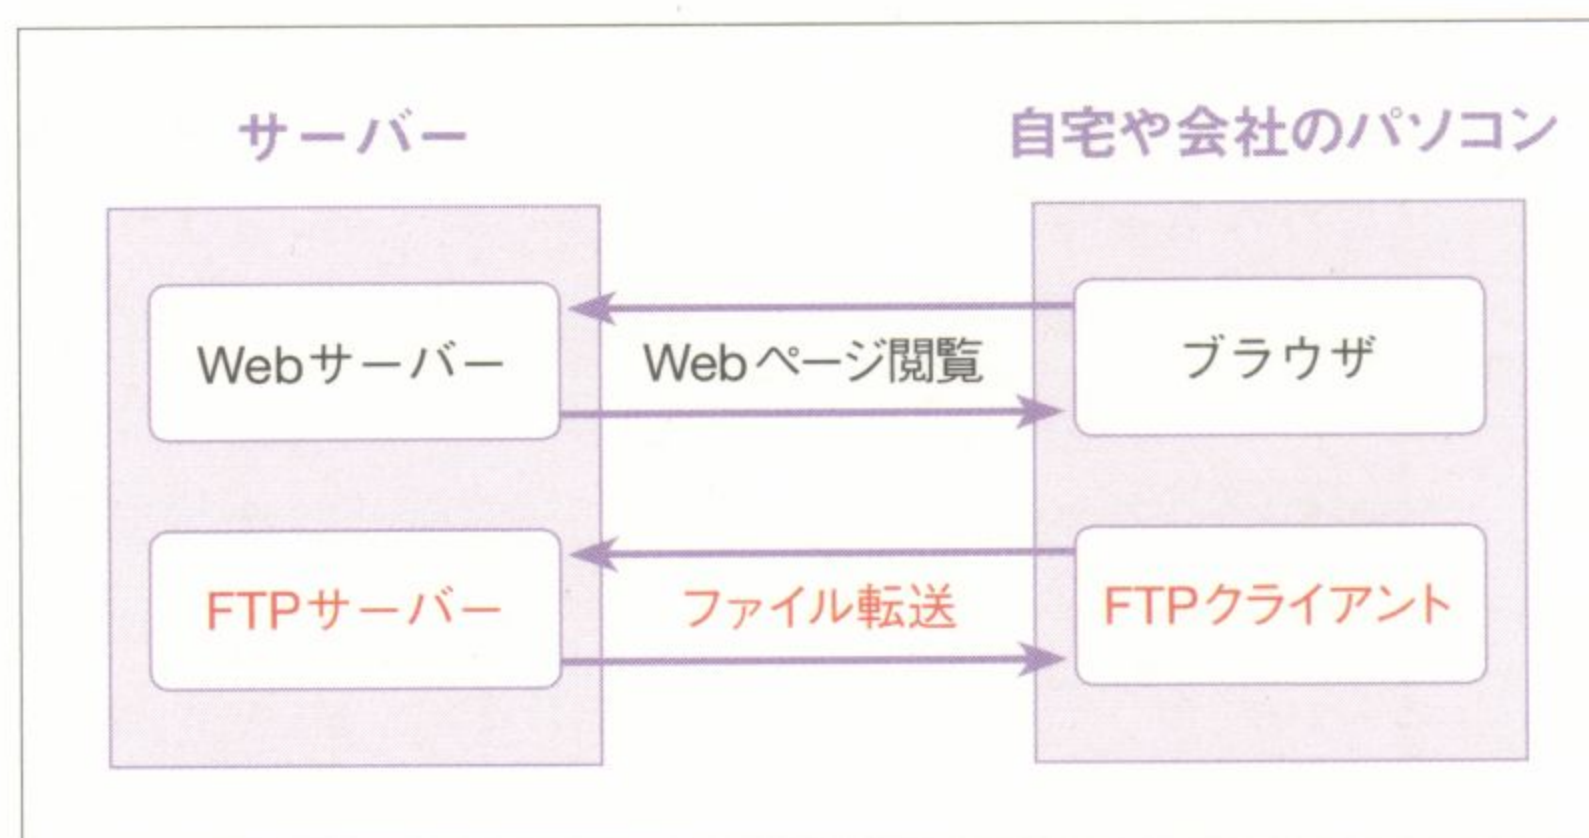 サーバー 自宅や会社のパソコン
Webサーバー Webページ閲覧 ブラウザ
FTPサーバー ファイル転送 FTPクライアント